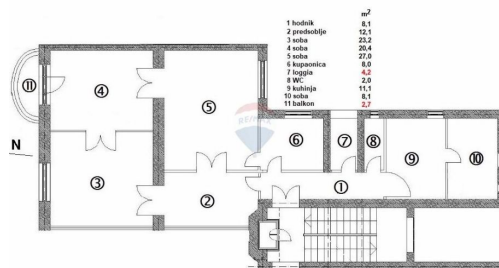 m²
1 hodnik 8,1
2 predsoblje 12,1
3 soba 23,2
4 soba 20,4
5 soba 27,0
6 kupaonica 8,0
7 loggia 4,2
8 WC 2,0
9 kuhinja 11,1
10 soba 8,1
11 balkon 2,7
11
4
5
RE/MAX
6
7
8
9
10
N
3
2
1